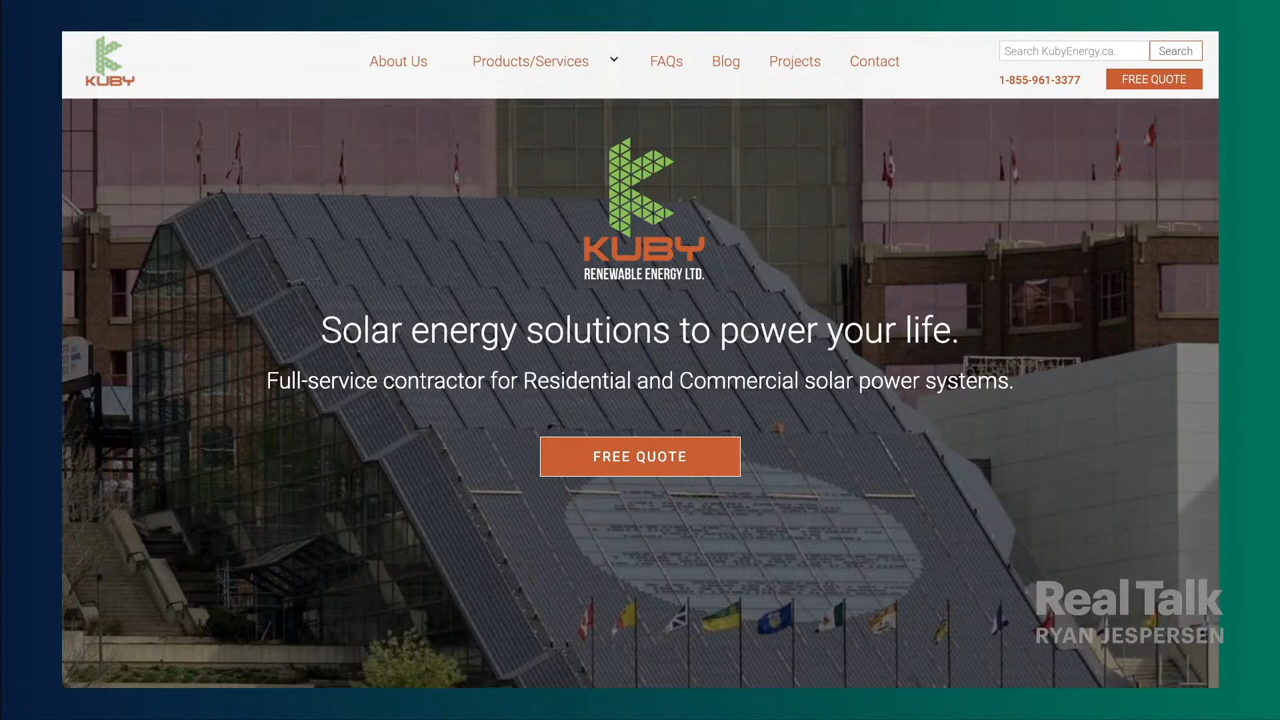 KUBY
About Us
Products/Services
FAQs
Blog
Projects
Contact
Search KubyEnergy.ca..
Search
1-855-961-3377
FREE QUOTE
KUBY
RENEWABLE ENERGY LTD.
Solar energy solutions to power your life.
Full-service contractor for Residential and Commercial solar power systems.
FREE QUOTE
Real Talk
RYAN JESPERSEN